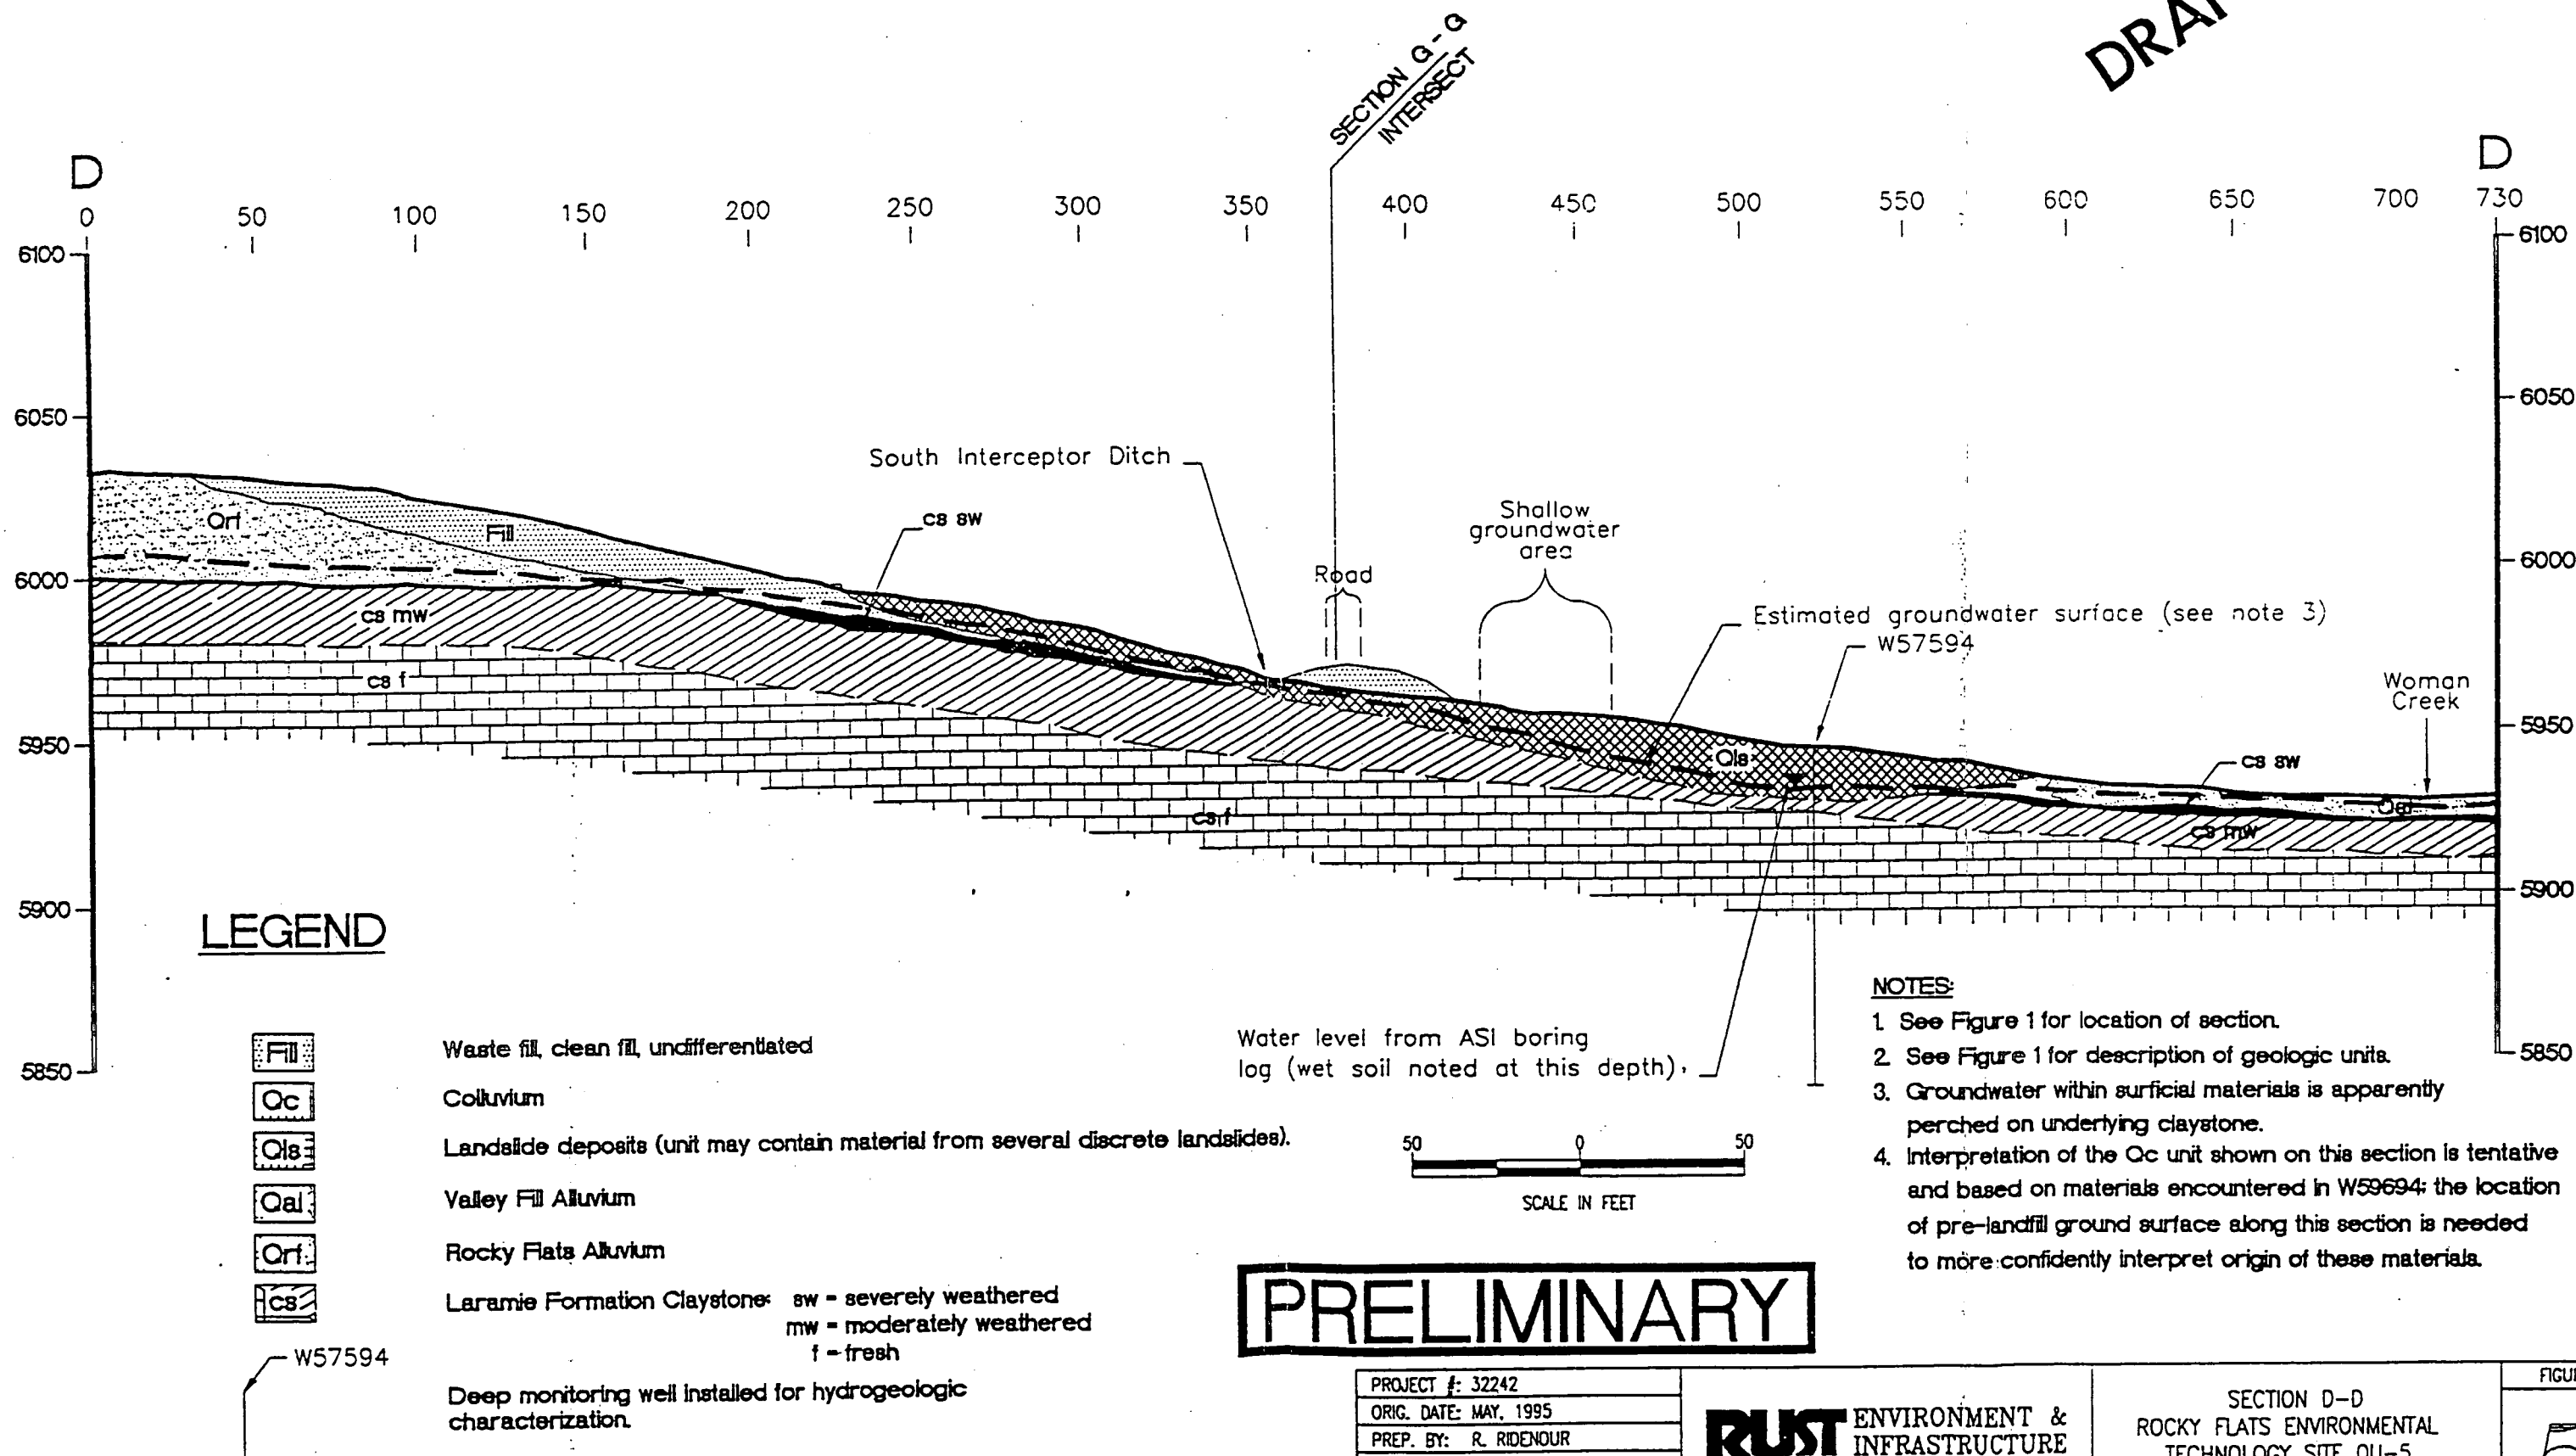 SECTION G - G
INTERSECT
D
D
0 50 100 150 200 250 300 350 400 450 500 550 600 650 700 730
6100
6100
6050
6050
6000
6000
5950
5950
5900
5900
5850
5850
South Interceptor Ditch
cs sw
Qrf
Fill
cs mw
cs f
Road
Shallow
groundwater
area
Estimated groundwater surface (see note 3)
W57594
Woman
Creek
Qls
cs sw
Qal
cs mw
cs f
Water level from ASI boring
log (wet soil noted at this depth)
LEGEND
Fill Waste fill, clean fill, undifferentiated
Qc Colluvium
Qls Landslide deposits (unit may contain material from several discrete landslides).
Qal Valley Fill Alluvium
Qrf Rocky Flats Alluvium
cs Laramie Formation Claystone: sw = severely weathered
mw = moderately weathered
f = fresh
W57594
Deep monitoring well installed for hydrogeologic
characterization.
50 0 50
SCALE IN FEET
NOTES:
1. See Figure 1 for location of section.
2. See Figure 1 for description of geologic units.
3. Groundwater within surficial materials is apparently
perched on underlying claystone.
4. Interpretation of the Qc unit shown on this section is tentative
and based on materials encountered in W59694; the location
of pre-landfill ground surface along this section is needed
to more confidently interpret origin of these materials.
PRELIMINARY
PROJECT #: 32242
ORIG. DATE: MAY, 1995
PREP. BY: R. RIDENOUR
RUST ENVIRONMENT &
INFRASTRUCTURE
SECTION D-D
ROCKY FLATS ENVIRONMENTAL
TECHNOLOGY SITE OU-5